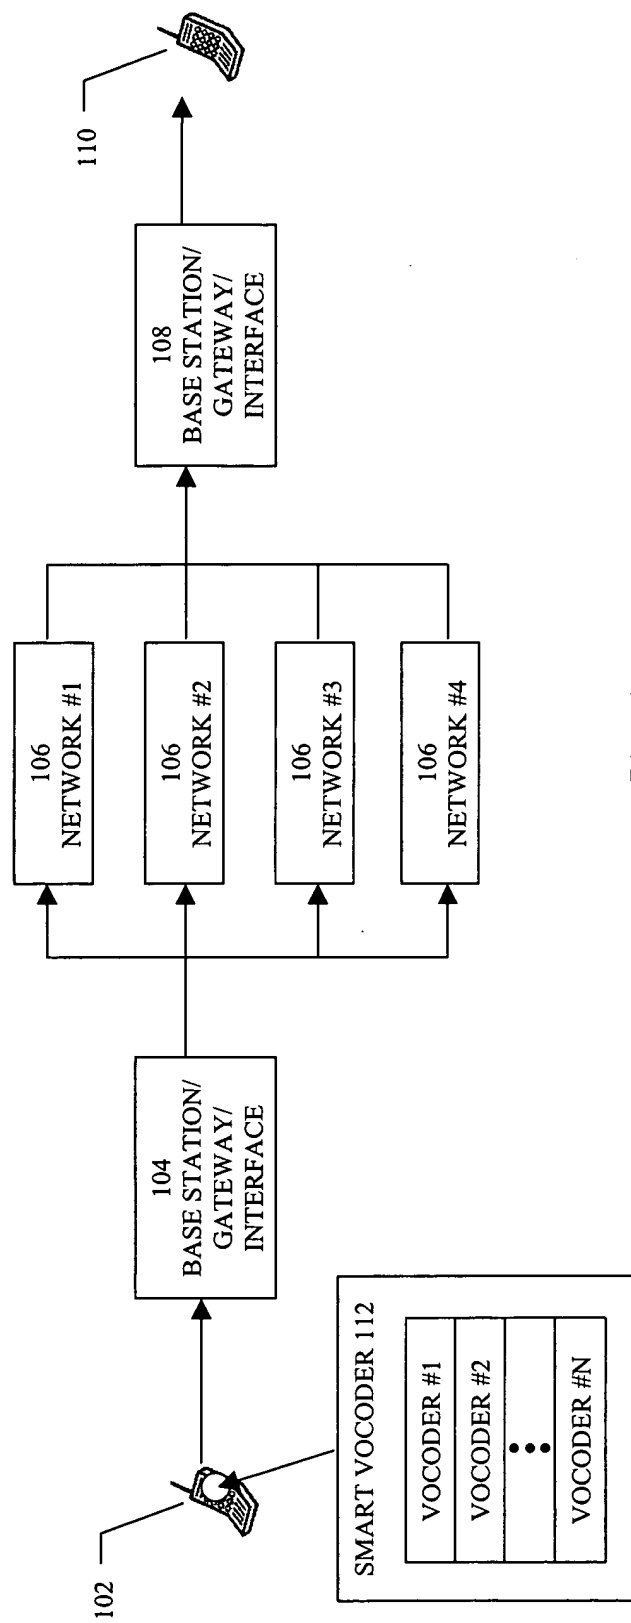 102
SMART VOCODER 112
VOCODER #1
VOCODER #2
VOCODER #N
104
BASE STATION/
GATEWAY/
INTERFACE
106
NETWORK #1
106
NETWORK #2
106
NETWORK #3
106
NETWORK #4
108
BASE STATION/
GATEWAY/
INTERFACE
110